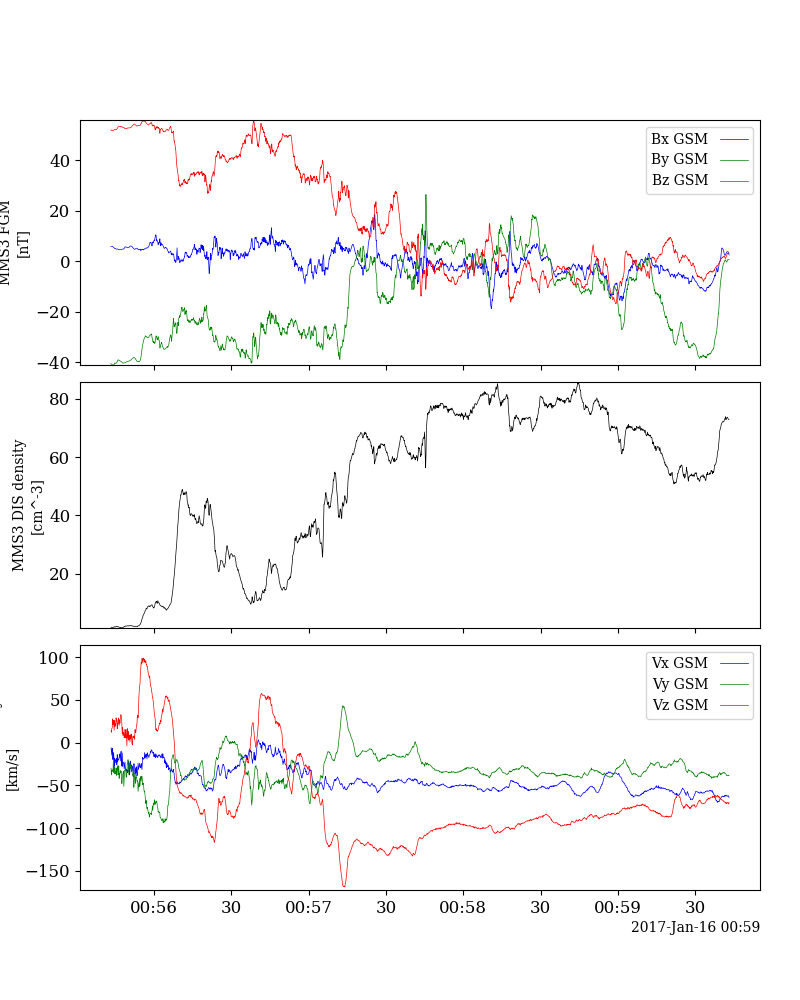 MMS3 FGM
[nT]
40
20
0
−20
−40
Bx GSM
By GSM
Bz GSM
MMS3 DIS density
[cm^-3]
80
60
40
20
[km/s]
100
50
0
−50
−100
−150
Vx GSM
Vy GSM
Vz GSM
00:56 30 00:57 30 00:58 30 00:59 30
2017-Jan-16 00:59